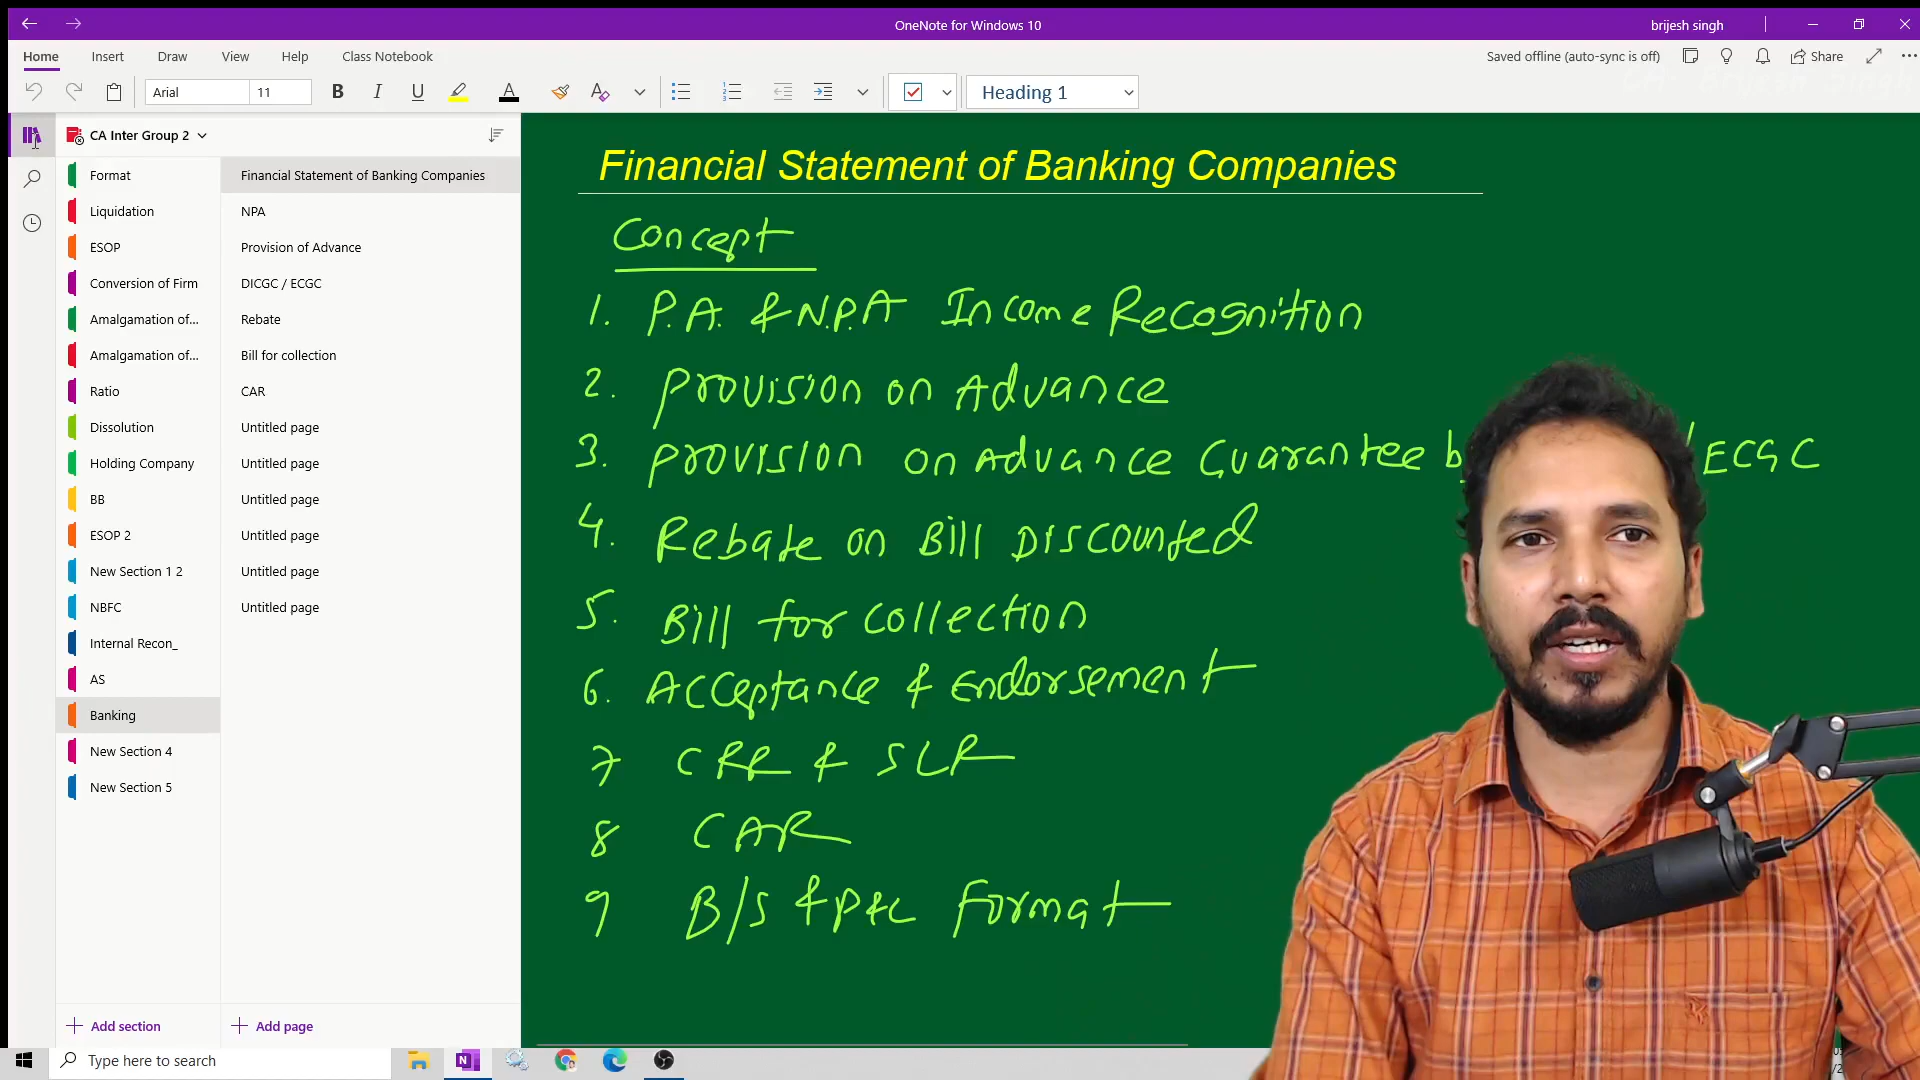 OneNote for Windows 10
brijesh singh
Home Insert Draw View Help Class Notebook
Saved offline (auto-sync is off)
Share
Arial 11 B I U A Heading 1
CA Inter Group 2
Format
Liquidation
ESOP
Conversion of Firm
Amalgamation of...
Amalgamation of...
Ratio
Dissolution
Holding Company
BB
ESOP 2
New Section 1 2
NBFC
Internal Recon_
AS
Banking
New Section 4
New Section 5
Add section
Financial Statement of Banking Companies
NPA
Provision of Advance
DICGC / ECGC
Rebate
Bill for collection
CAR
Untitled page
Untitled page
Untitled page
Untitled page
Untitled page
Untitled page
Add page
Financial Statement of Banking Companies
Concept
1. P.A. & N.P.A Income Recognition
2. Provision on Advance
3. Provision on Advance Guarantee / ECGC
4. Rebate on Bill Discounted
5. Bill for collection
6. Acceptance & Endorsement
7 CRR & SLR
8 CAR
9 B/S & P&L Format
Type here to search